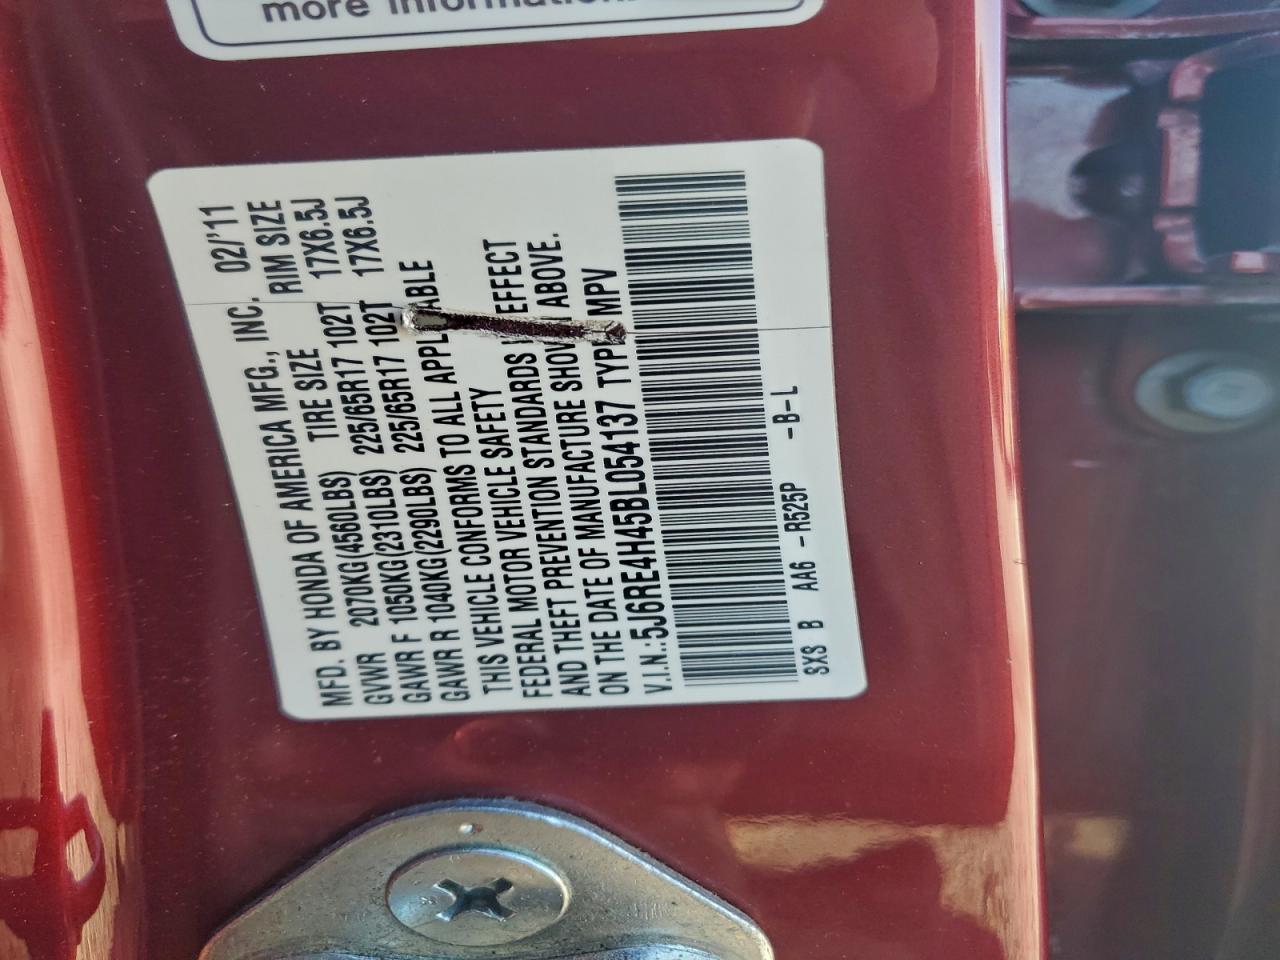 more information.
MFD. BY HONDA OF AMERICA MFG., INC. 02/'11
GVWR 2070KG(4560LBS) TIRE SIZE RIM SIZE
GAWR F 1050KG(2310LBS) 225/65R17 102T 17X6.5J
GAWR R 1040KG(2290LBS) 225/65R17 102T 17X6.5J
THIS VEHICLE CONFORMS TO ALL APPL ABLE
FEDERAL MOTOR VEHICLE SAFETY
AND THEFT PREVENTION STANDARDS EFFECT
ON THE DATE OF MANUFACTURE SHOW ABOVE.
V.I.N.:5J6RE4H45BL054137 TYPE MPV
SXS B AA6 -R525P -B-L